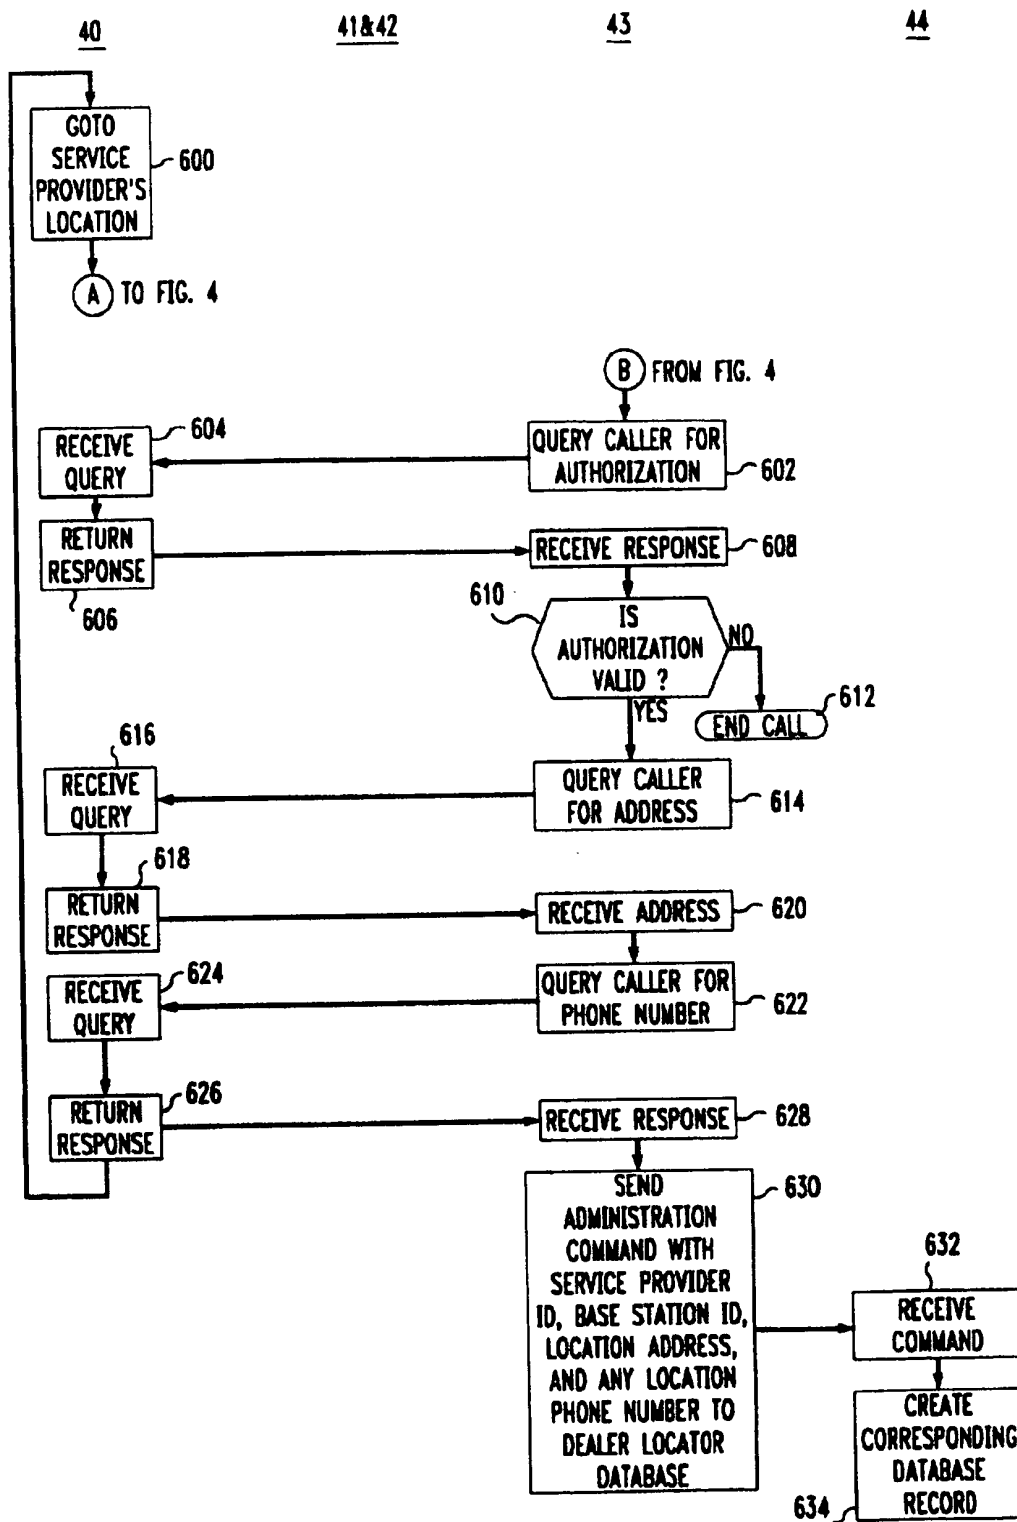 40
41&42
43
44
GOTO
SERVICE
PROVIDER'S
LOCATION
600
A TO FIG. 4
B FROM FIG. 4
604
RECEIVE
QUERY
QUERY CALLER FOR
AUTHORIZATION
602
RETURN
RESPONSE
606
RECEIVE RESPONSE
608
610
IS
AUTHORIZATION
VALID ?
NO
YES
END CALL
612
616
RECEIVE
QUERY
QUERY CALLER
FOR ADDRESS
614
618
RETURN
RESPONSE
RECEIVE ADDRESS
620
624
RECEIVE
QUERY
QUERY CALLER FOR
PHONE NUMBER
622
626
RETURN
RESPONSE
RECEIVE RESPONSE
628
SEND
ADMINISTRATION
COMMAND WITH
SERVICE PROVIDER
ID, BASE STATION ID,
LOCATION ADDRESS,
AND ANY LOCATION
PHONE NUMBER TO
DEALER LOCATOR
DATABASE
630
632
RECEIVE
COMMAND
CREATE
CORRESPONDING
DATABASE
RECORD
634